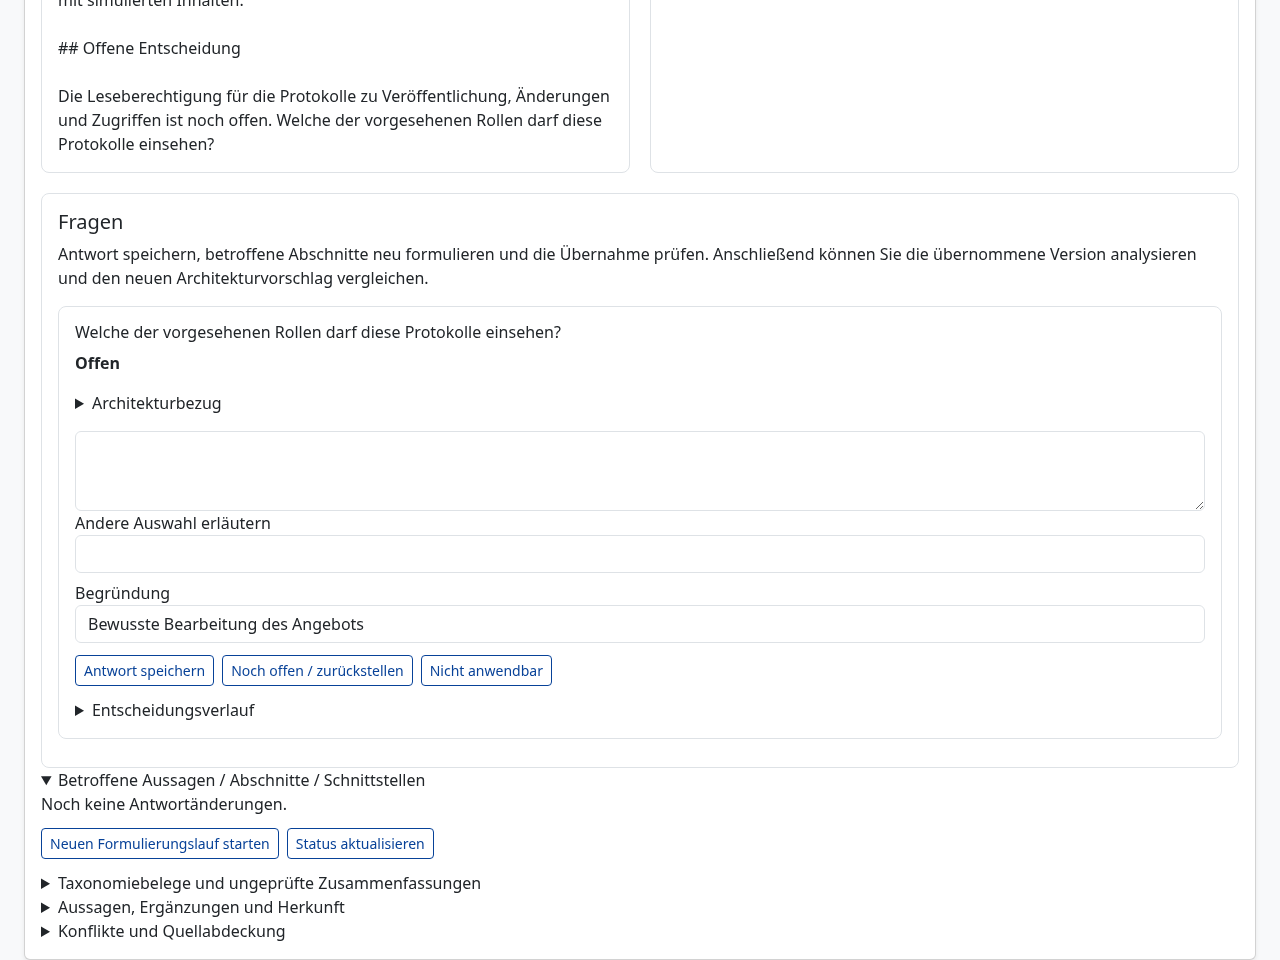 ## Offene Entscheidung
Die Leseberechtigung für die Protokolle zu Veröffentlichung, Änderungen
und Zugriffen ist noch offen. Welche der vorgesehenen Rollen darf diese
Protokolle einsehen?
Fragen
Antwort speichern, betroffene Abschnitte neu formulieren und die Übernahme prüfen. Anschließend können Sie die übernommene Version analysieren
und den neuen Architekturvorschlag vergleichen.
Welche der vorgesehenen Rollen darf diese Protokolle einsehen?
Offen
Architekturbezug
Andere Auswahl erläutern
Begründung
Bewusste Bearbeitung des Angebots
Antwort speichern
Noch offen / zurückstellen
Nicht anwendbar
Entscheidungsverlauf
Betroffene Aussagen / Abschnitte / Schnittstellen
Noch keine Antwortänderungen.
Neuen Formulierungslauf starten
Status aktualisieren
Taxonomiebelege und ungeprüfte Zusammenfassungen
Aussagen, Ergänzungen und Herkunft
Konflikte und Quellabdeckung